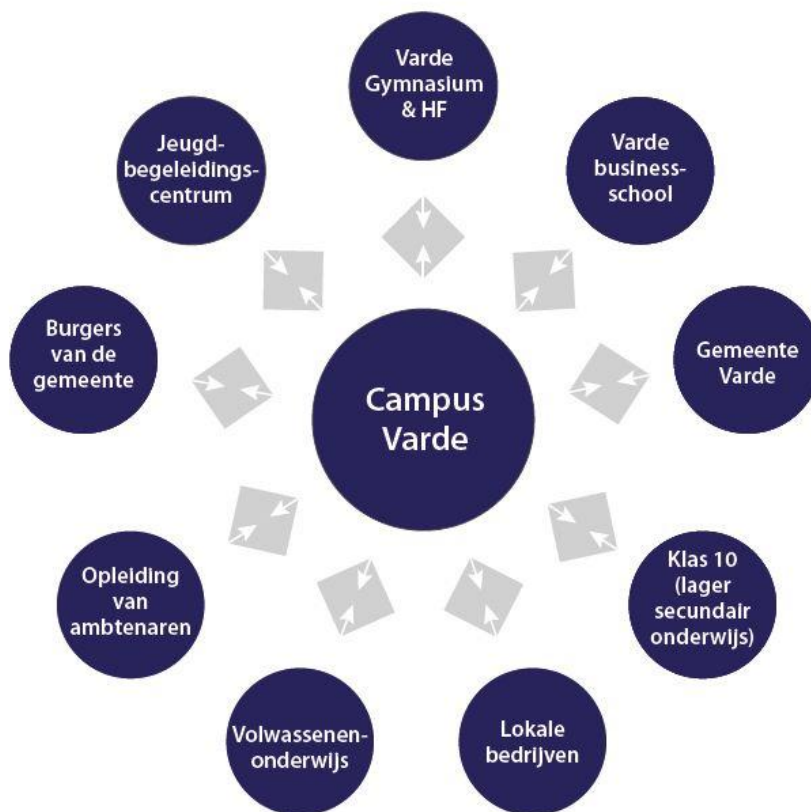 Varde
Gymnasium
& HF
Varde
business-
school
Gemeente
Varde
Klas 10
(lager
secundair
onderwijs)
Lokale
bedrijven
Volwassenen-
onderwijs
Opleiding
van
ambtenaren
Burgers
van de
gemeente
Jeugd-
begeleidings-
centrum
Campus
Varde